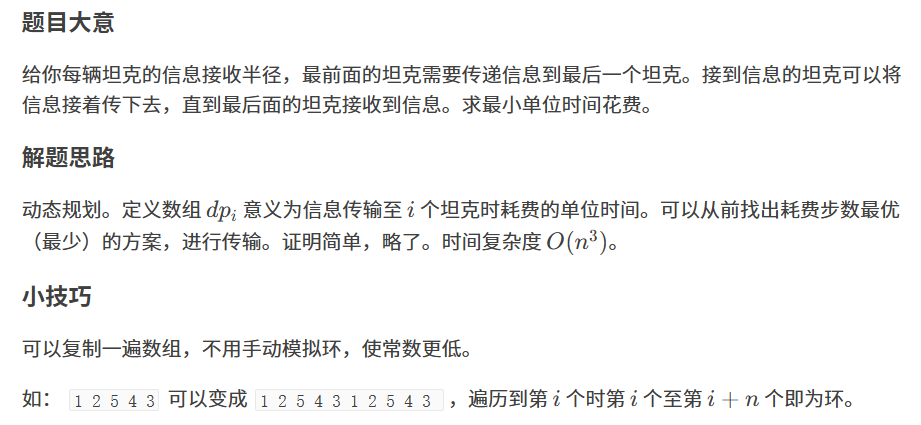 题目大意
给你每辆坦克的信息接收半径，最前面的坦克需要传递信息到最后一个坦克。接到信息的坦克可以将
信息接着传下去，直到最后面的坦克接收到信息。求最小单位时间花费。
解题思路
动态规划。定义数组 dp_i 意义为信息传输至 i 个坦克时耗费的单位时间。可以从前找出耗费步数最优
（最少）的方案，进行传输。证明简单，略了。时间复杂度 O(n^3)。
小技巧
可以复制一遍数组，不用手动模拟环，使常数更低。
如： 1 2 5 4 3 可以变成 1 2 5 4 3 1 2 5 4 3 ，遍历到第 i 个时第 i 个至第 i + n 个即为环。